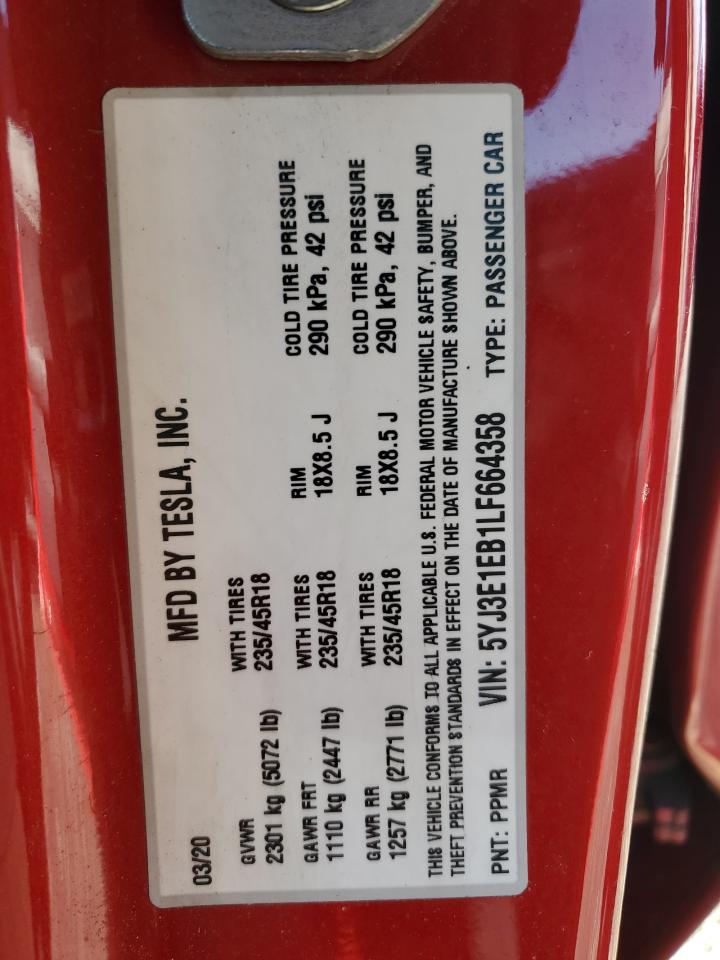 MFD BY TESLA, INC.
03/20
GVWR WITH TIRES
2301 kg (5072 lb) 235/45R18
GAWR FRT WITH TIRES RIM COLD TIRE PRESSURE
1110 kg (2447 lb) 235/45R18 18X8.5 J 290 kPa, 42 psi
GAWR RR WITH TIRES RIM COLD TIRE PRESSURE
1257 kg (2771 lb) 235/45R18 18X8.5 J 290 kPa, 42 psi
THIS VEHICLE CONFORMS TO ALL APPLICABLE U.S. FEDERAL MOTOR VEHICLE SAFETY, BUMPER, AND
THEFT PREVENTION STANDARDS IN EFFECT ON THE DATE OF MANUFACTURE SHOWN ABOVE.
PNT: PPMR VIN: 5YJ3E1EB1LF664358 TYPE: PASSENGER CAR